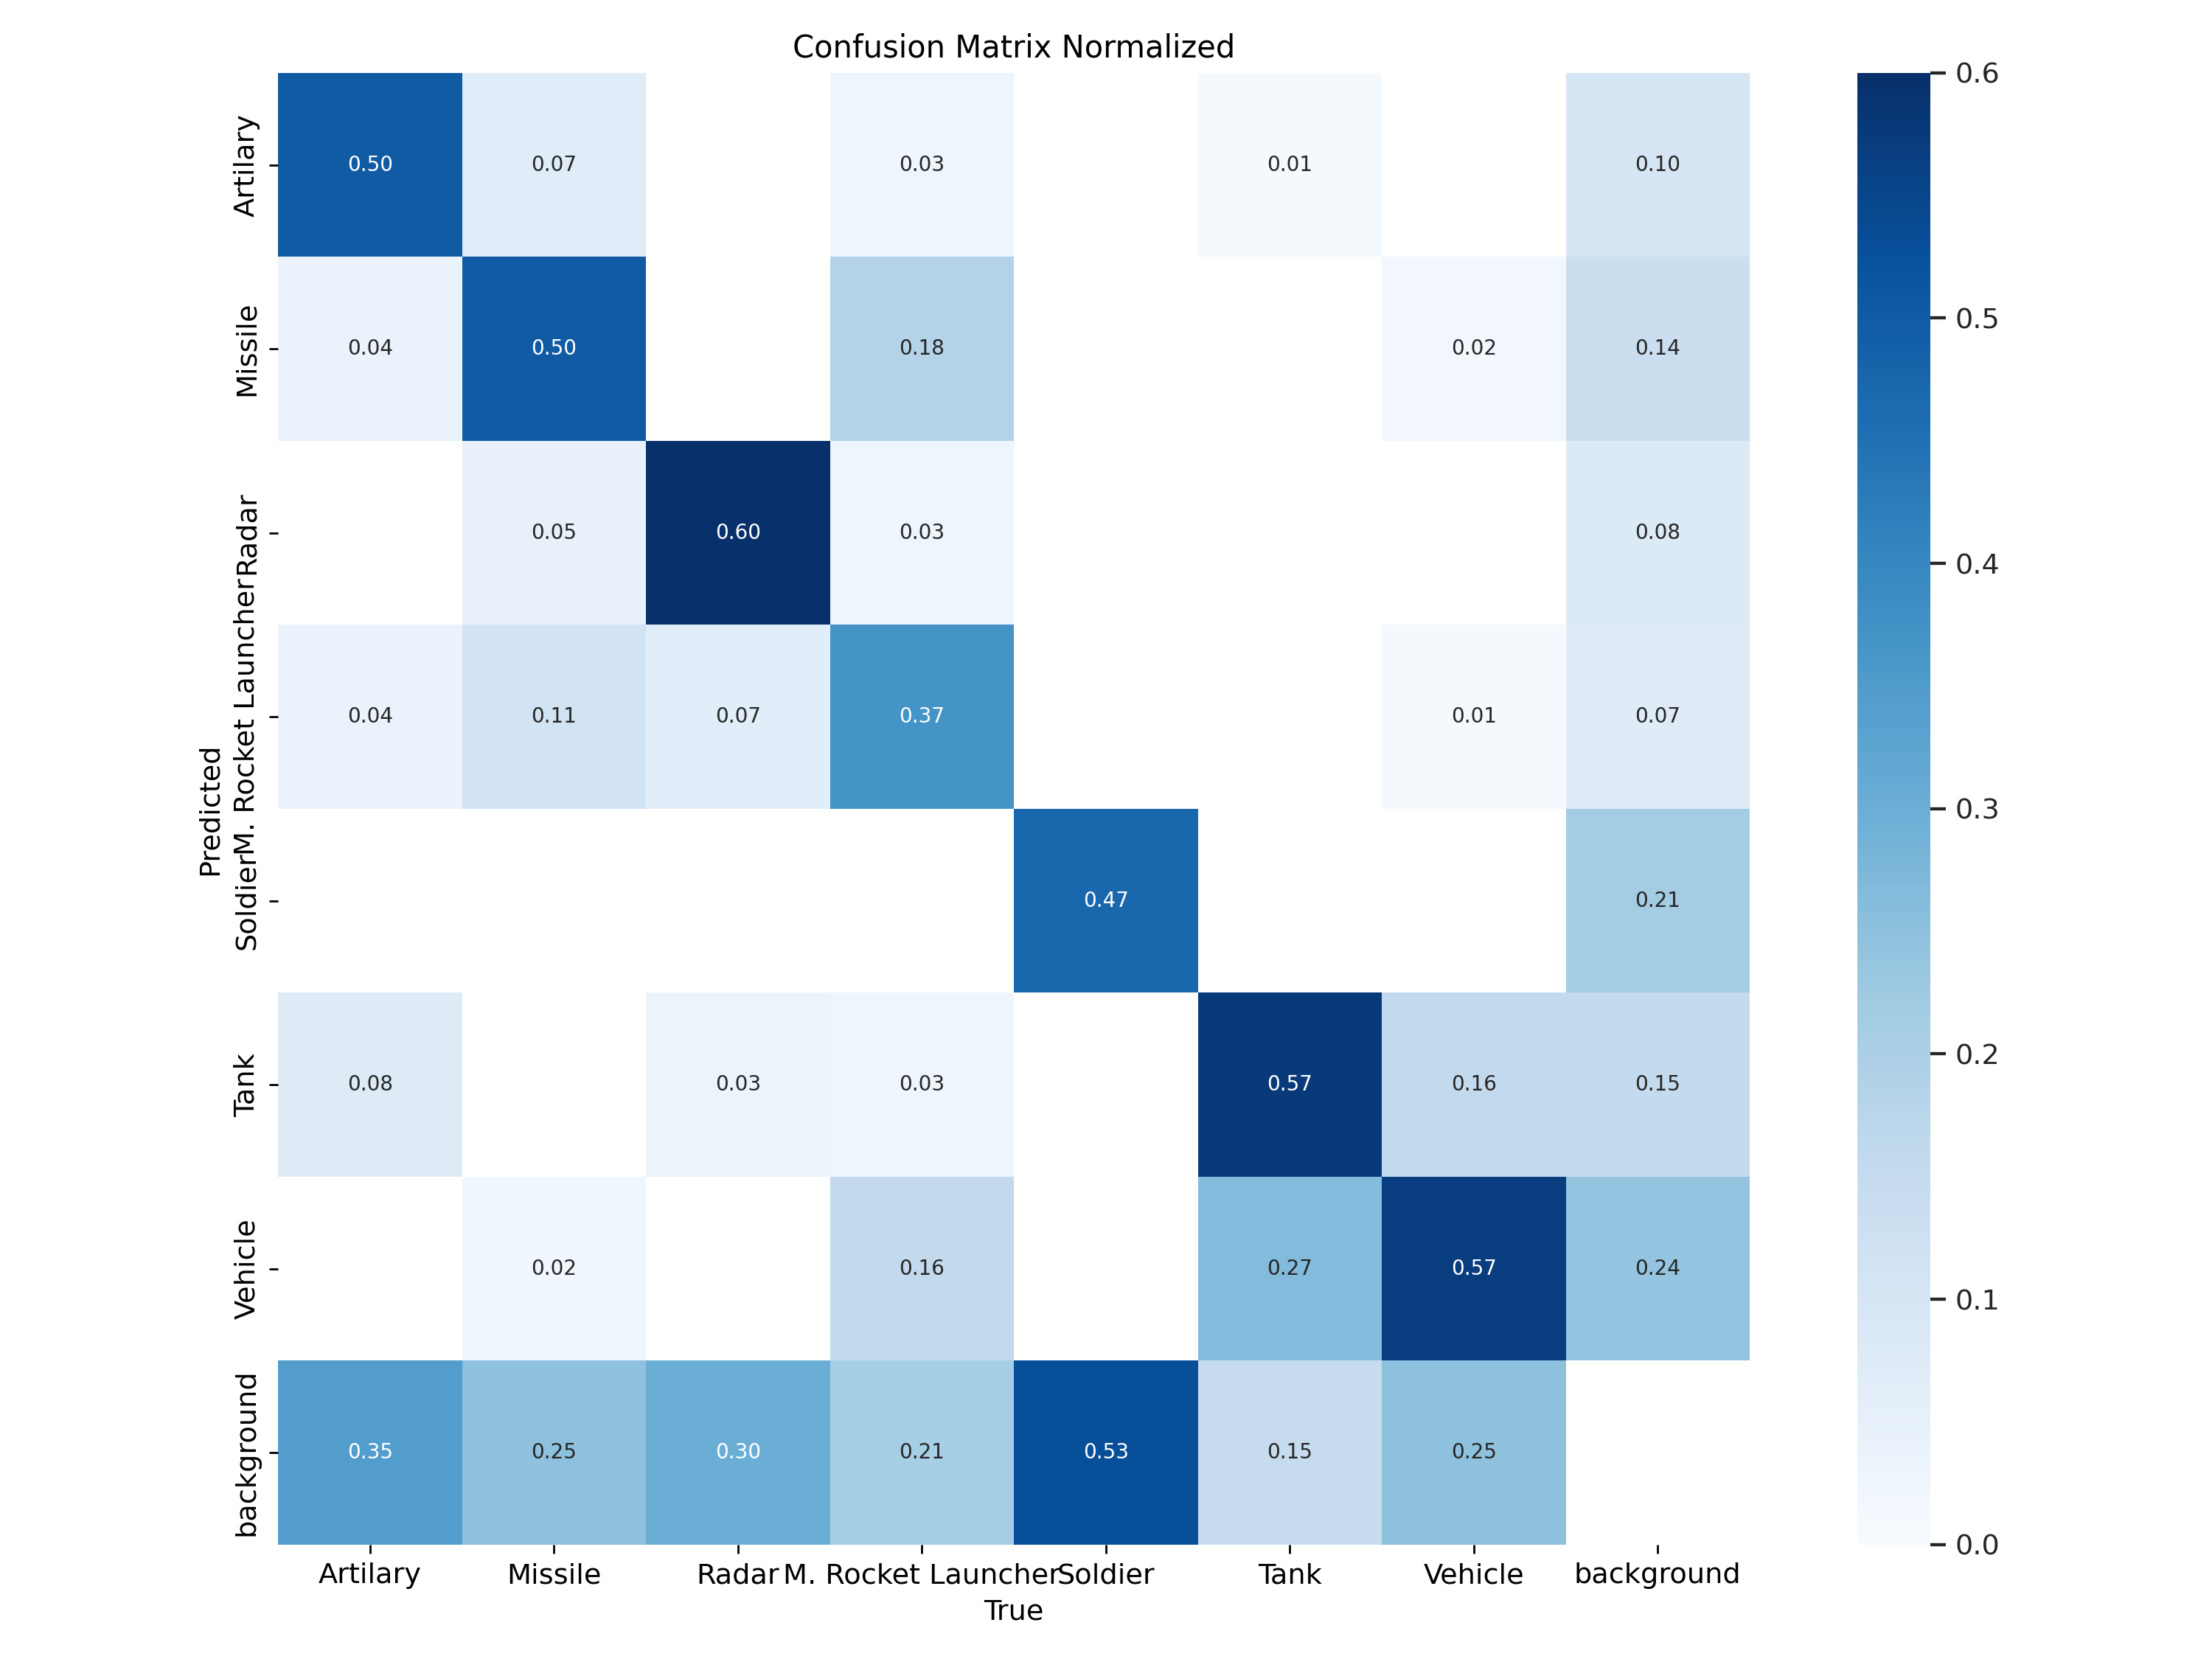 Confusion Matrix Normalized
Artilary
0.50
0.07
0.03
0.01
0.10
Missile
0.04
0.50
0.18
0.02
0.14
Radar
0.05
0.60
0.03
0.08
M. Rocket Launcher
0.04
0.11
0.07
0.37
0.01
0.07
Soldier
0.47
0.21
Tank
0.08
0.03
0.03
0.57
0.16
0.15
Vehicle
0.02
0.16
0.27
0.57
0.24
background
0.35
0.25
0.30
0.21
0.53
0.15
0.25
Predicted
Artilary
Missile
Radar
M. Rocket Launcher
Soldier
Tank
Vehicle
background
True
0.6
0.5
0.4
0.3
0.2
0.1
0.0